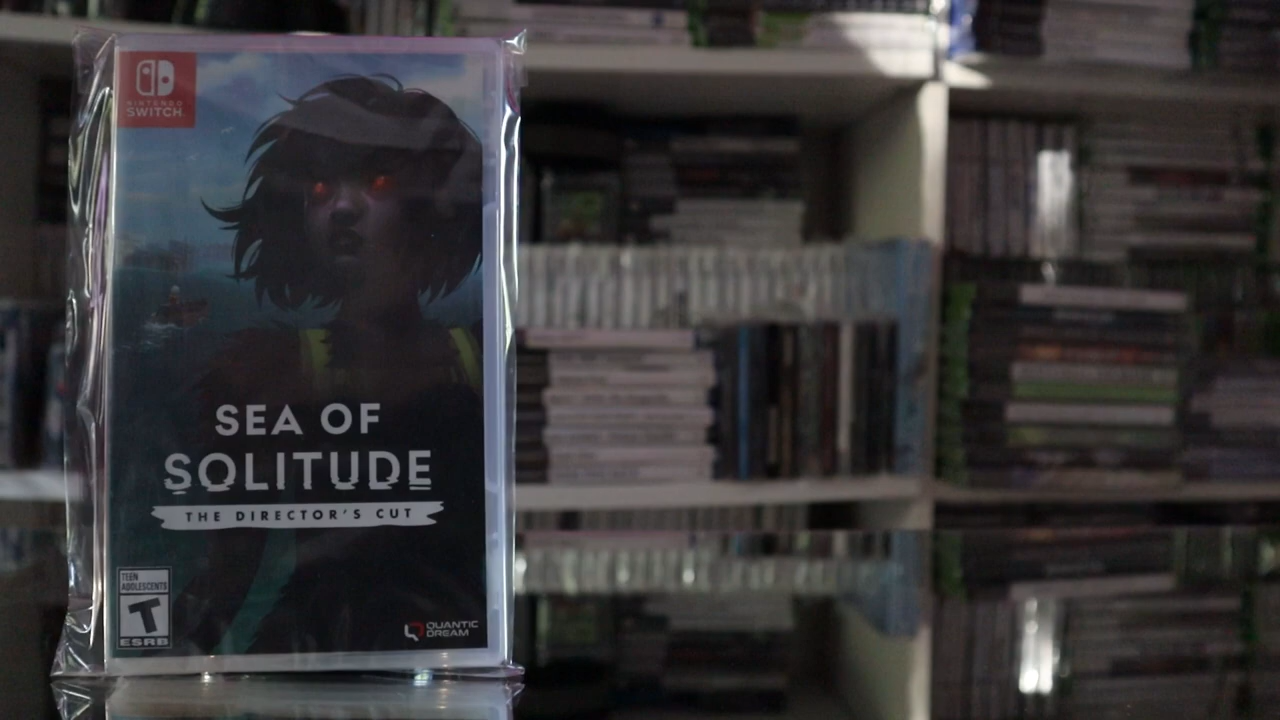 NINTENDO
SWITCH
SEA OF
SOLITUDE
THE DIRECTOR'S CUT
TEEN
ADOLESCENTS
T
ESRB
QUANTIC
DREAM